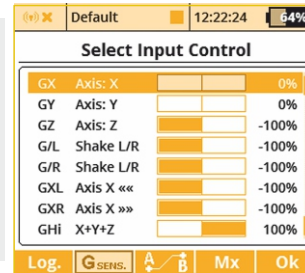 Default 12:22:24 64%
Select Input Control
GX Axis: X 0%
GY Axis: Y 0%
GZ Axis: Z -100%
G/L Shake L/R -100%
G/R Shake L/R -100%
GXL Axis X «« -100%
GXR Axis X »» -100%
GHi X+Y+Z 100%
Log. G SENS. A/B Mx Ok